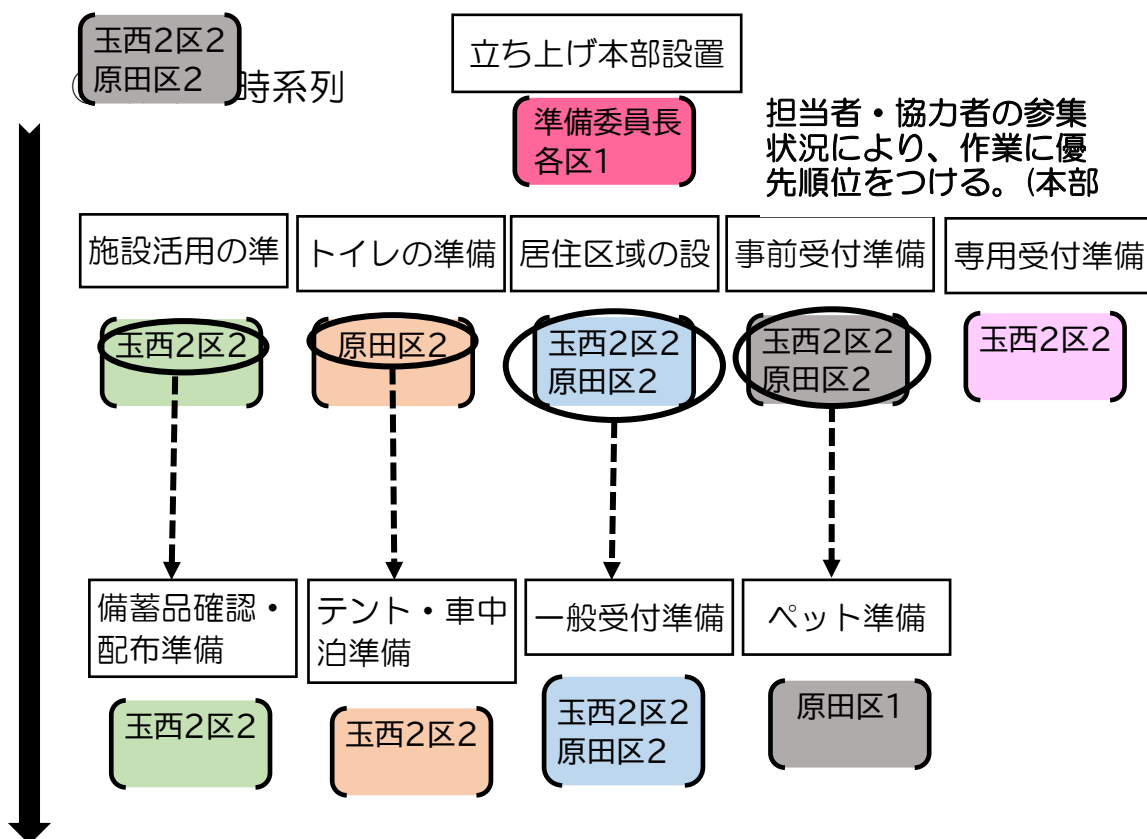 玉西2区2
原田区2
時系列
立ち上げ本部設置
準備委員長
各区1
担当者・協力者の参集
状況により、作業に優
先順位をつける。(本部
施設活用の準
トイレの準備
居住区域の設
事前受付準備
専用受付準備
玉西2区2
原田区2
玉西2区2
原田区2
玉西2区2
原田区2
玉西2区2
備蓄品確認・
配布準備
テント・車中
泊準備
一般受付準備
ペット準備
玉西2区2
玉西2区2
玉西2区2
原田区2
原田区1